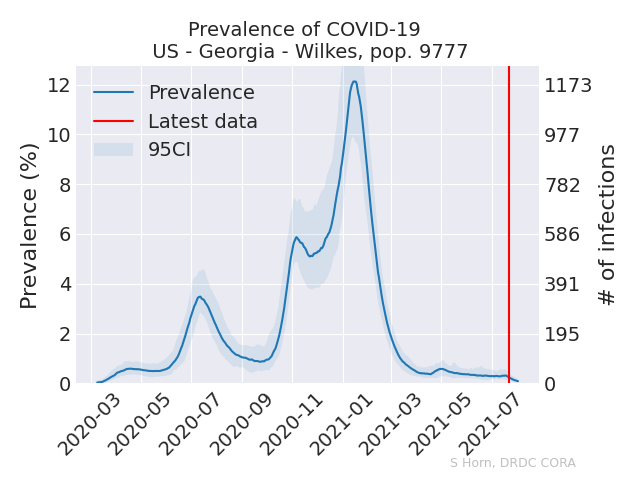 Prevalence of COVID-19
US - Georgia - Wilkes, pop. 9777
Prevalence (%)
12
10
8
6
4
2
0
Prevalence
Latest data
95CI
1173
977
782
586
391
195
0
# of infections
2020-03
2020-05
2020-07
2020-09
2020-11
2021-01
2021-03
2021-05
2021-07
S Horn, DRDC CORA